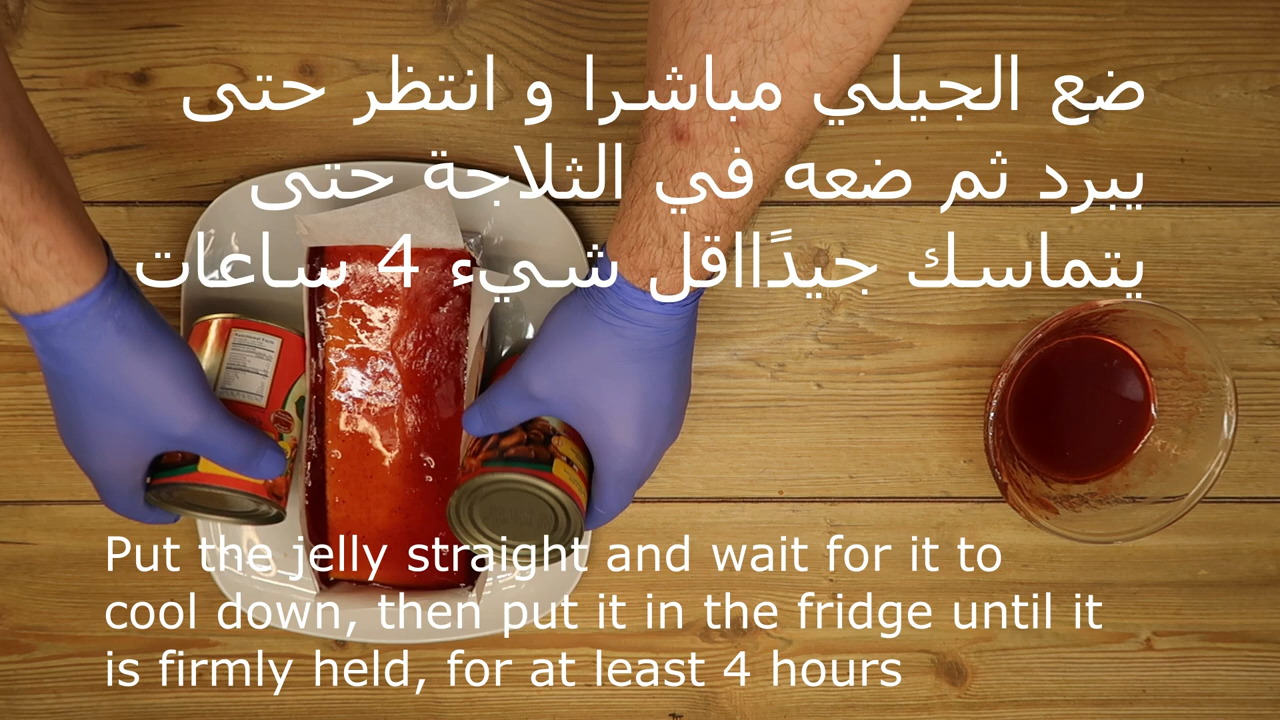 ضع الجيلي مباشرا و انتظر حتى
يبرد ثم ضعه في الثلاجة حتى
يتماسك جيدًااقل شيء 4 ساعات
Nutritional Facts
Put the jelly straight and wait for it to
cool down, then put it in the fridge until it
is firmly held, for at least 4 hours